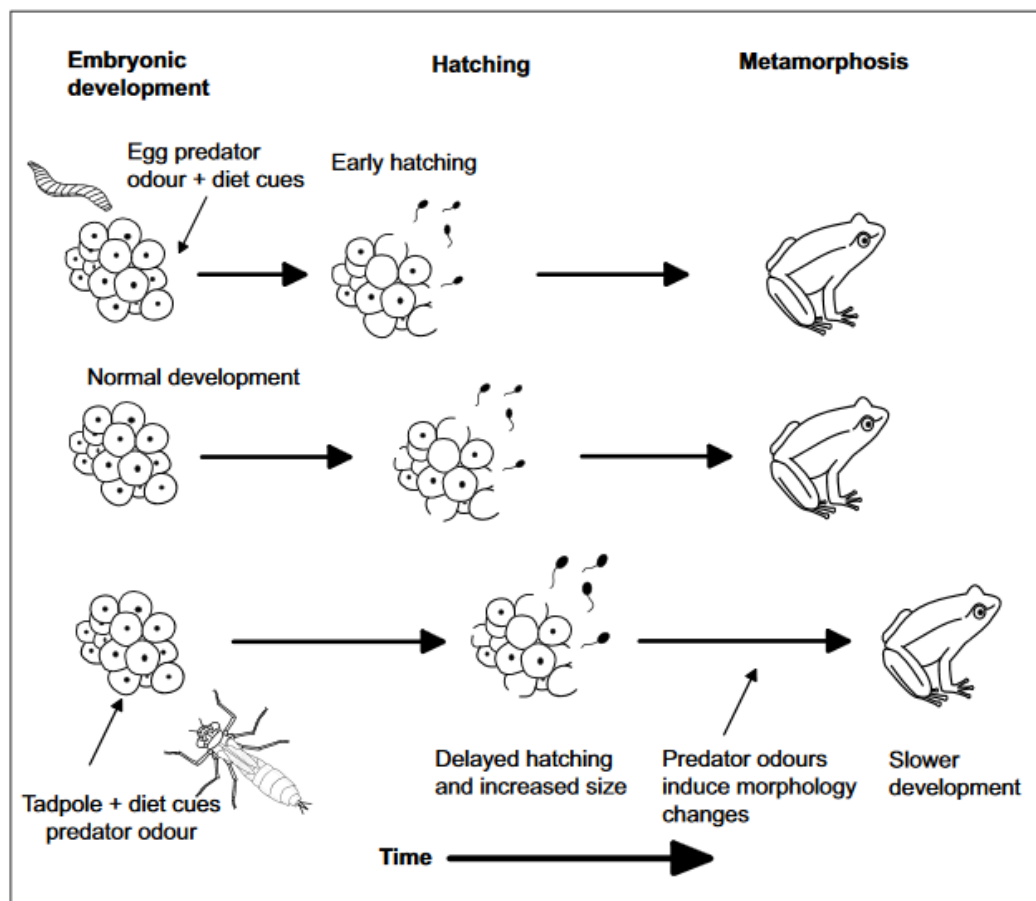 Embryonic
development
Hatching
Metamorphosis
Egg predator
odour + diet cues
Early hatching
Normal development
Tadpole + diet cues
predator odour
Delayed hatching
and increased size
Predator odours
induce morphology
changes
Slower
development
Time